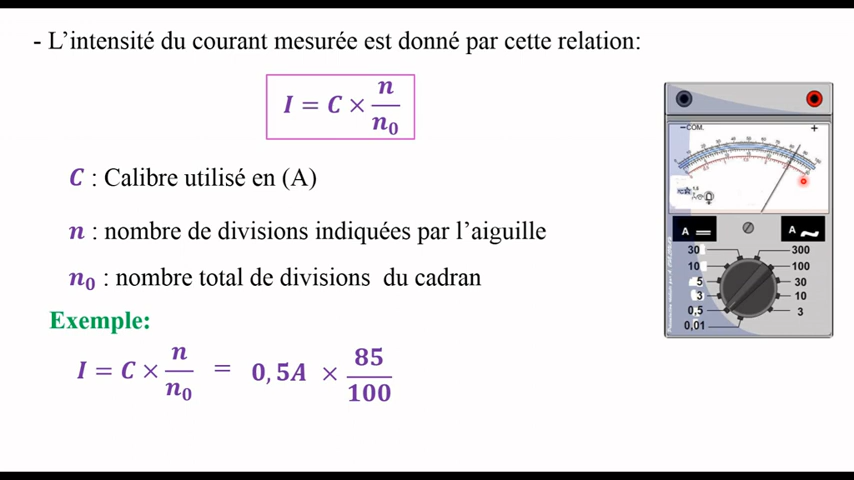 - L'intensité du courant mesurée est donné par cette relation:
I = C × n/n₀
C : Calibre utilisé en (A)
n : nombre de divisions indiquées par l'aiguille
n₀ : nombre total de divisions du cadran
Exemple:
I = C × n/n₀ = 0,5A × 85/100
COM.
+
A
A
30 300
10 100
5 30
3 10
0,5 3
0,01